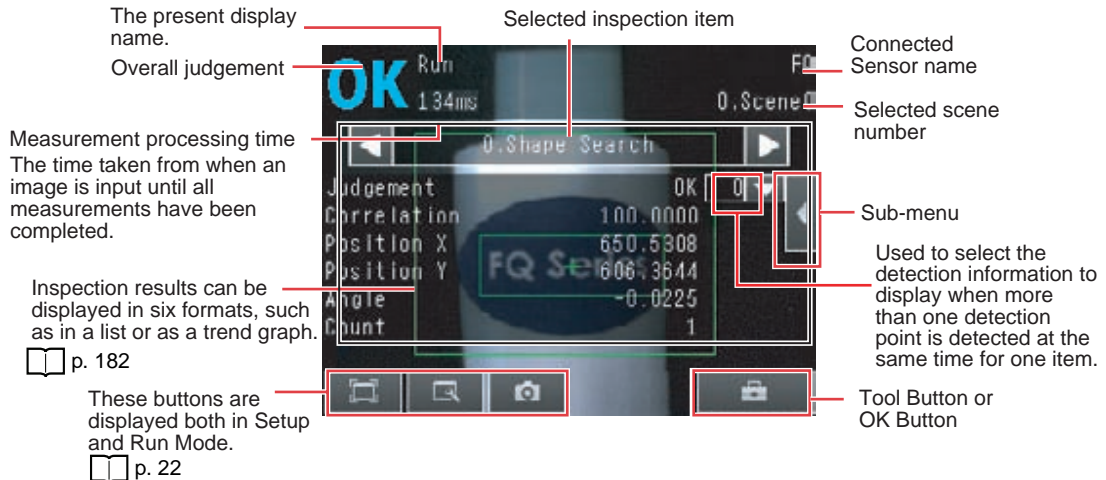 The present display
name.
Selected inspection item
Overall judgement
Connected
Sensor name
Selected scene
number
Measurement processing time
The time taken from when an
image is input until all
measurements have been
completed.
Sub-menu
Used to select the
detection information to
display when more
than one detection
point is detected at the
same time for one item.
Inspection results can be
displayed in six formats, such
as in a list or as a trend graph.
p. 182
These buttons are
displayed both in Setup
and Run Mode.
p. 22
Tool Button or
OK Button
OK
Run
FQ
134ms
0.Scene0
0.Shape Search
Judgement OK 0
Correlation 100.0000
Position X 650.5308
Position Y 606.3644
Angle -0.0225
Count 1
FQ Series